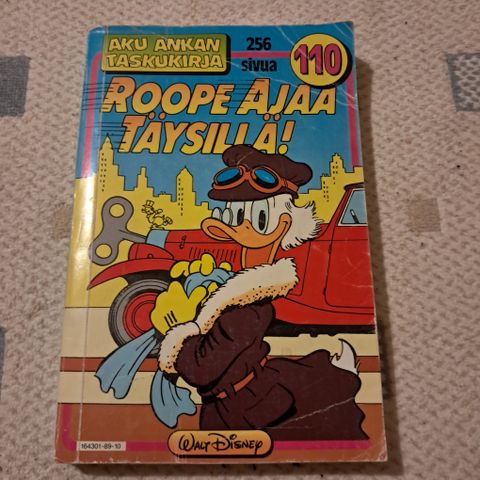 AKU ANKAN
TASKUKIRJA
256
sivua
110
ROOPE AJAA
TÄYSILLÄ!
164301-89-10
WALT DISNEY